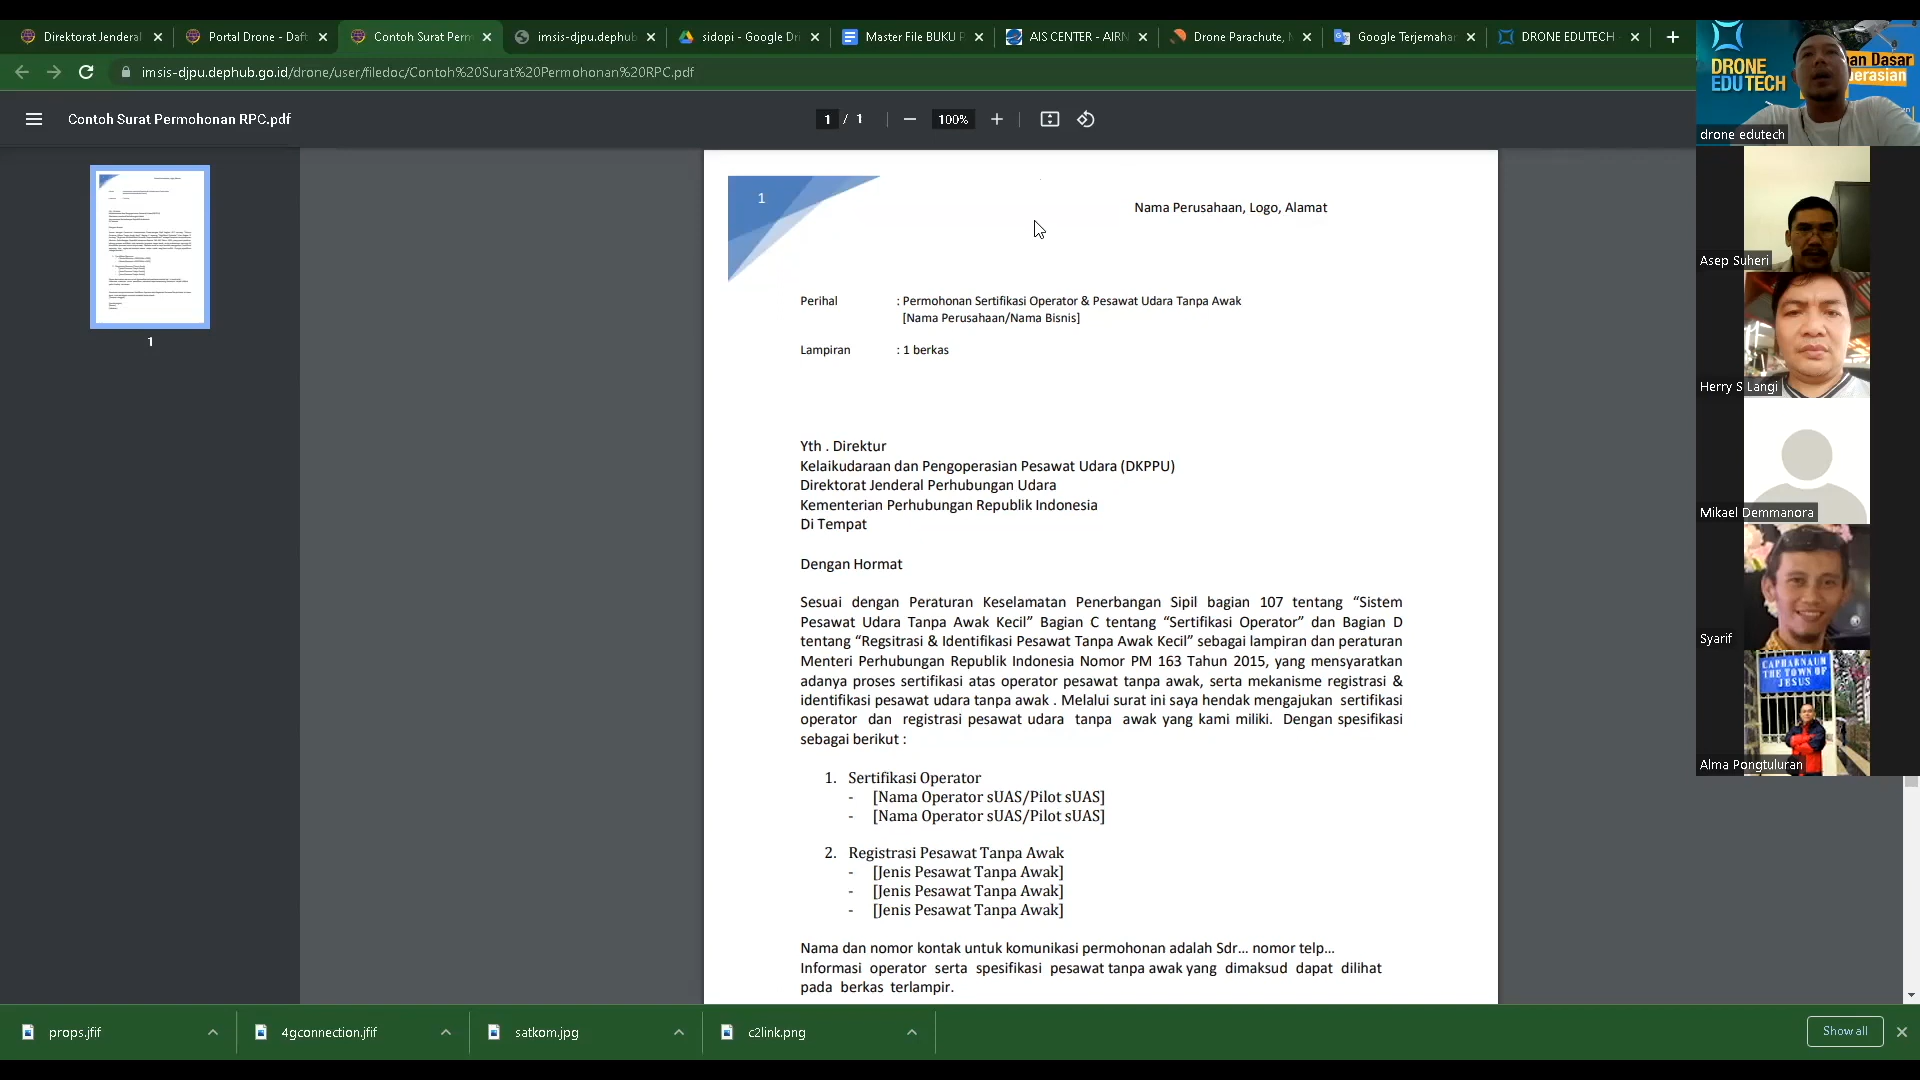 Direktorat Jenderal
Portal Drone - Daft
Contoh Surat Perm
imsis-djpu.dephub
sidopi - Google Dri
Master File BUKU P
AIS CENTER - AIRN
Drone Parachute,
Google Terjemahan
DRONE EDUTECH
imsis-djpu.dephub.go.id/drone/user/filedoc/Contoh%20Surat%20Permohonan%20RPC.pdf
Contoh Surat Permohonan RPC.pdf
1 / 1
100%
1
1
Nama Perusahaan, Logo, Alamat
Perihal : Permohonan Sertifikasi Operator & Pesawat Udara Tanpa Awak
[Nama Perusahaan/Nama Bisnis]
Lampiran : 1 berkas
Yth . Direktur
Kelaikudaraan dan Pengoperasian Pesawat Udara (DKPPU)
Direktorat Jenderal Perhubungan Udara
Kementerian Perhubungan Republik Indonesia
Di Tempat
Dengan Hormat
Sesuai dengan Peraturan Keselamatan Penerbangan Sipil bagian 107 tentang “Sistem
Pesawat Udara Tanpa Awak Kecil” Bagian C tentang “Sertifikasi Operator” dan Bagian D
tentang “Regsitrasi & Identifikasi Pesawat Tanpa Awak Kecil” sebagai lampiran dan peraturan
Menteri Perhubungan Republik Indonesia Nomor PM 163 Tahun 2015, yang mensyaratkan
adanya proses sertifikasi atas operator pesawat tanpa awak, serta mekanisme registrasi &
identifikasi pesawat udara tanpa awak . Melalui surat ini saya hendak mengajukan sertifikasi
operator dan registrasi pesawat udara tanpa awak yang kami miliki. Dengan spesifikasi
sebagai berikut :
1. Sertifikasi Operator
- [Nama Operator sUAS/Pilot sUAS]
- [Nama Operator sUAS/Pilot sUAS]
2. Registrasi Pesawat Tanpa Awak
- [Jenis Pesawat Tanpa Awak]
- [Jenis Pesawat Tanpa Awak]
- [Jenis Pesawat Tanpa Awak]
Nama dan nomor kontak untuk komunikasi permohonan adalah Sdr... nomor telp...
Informasi operator serta spesifikasi pesawat tanpa awak yang dimaksud dapat dilihat
pada berkas terlampir.
DRONE
EDUTECH
an Dasar
erasian
drone edutech
Asep Suheri
Herry S Langi
Mikael Demmanora
Syarif
CAPHARNAUM
THE TOWN OF
JESUS
Alma Pongtuluran
props.jfif
4gconnection.jfif
satkom.jpg
c2link.png
Show all